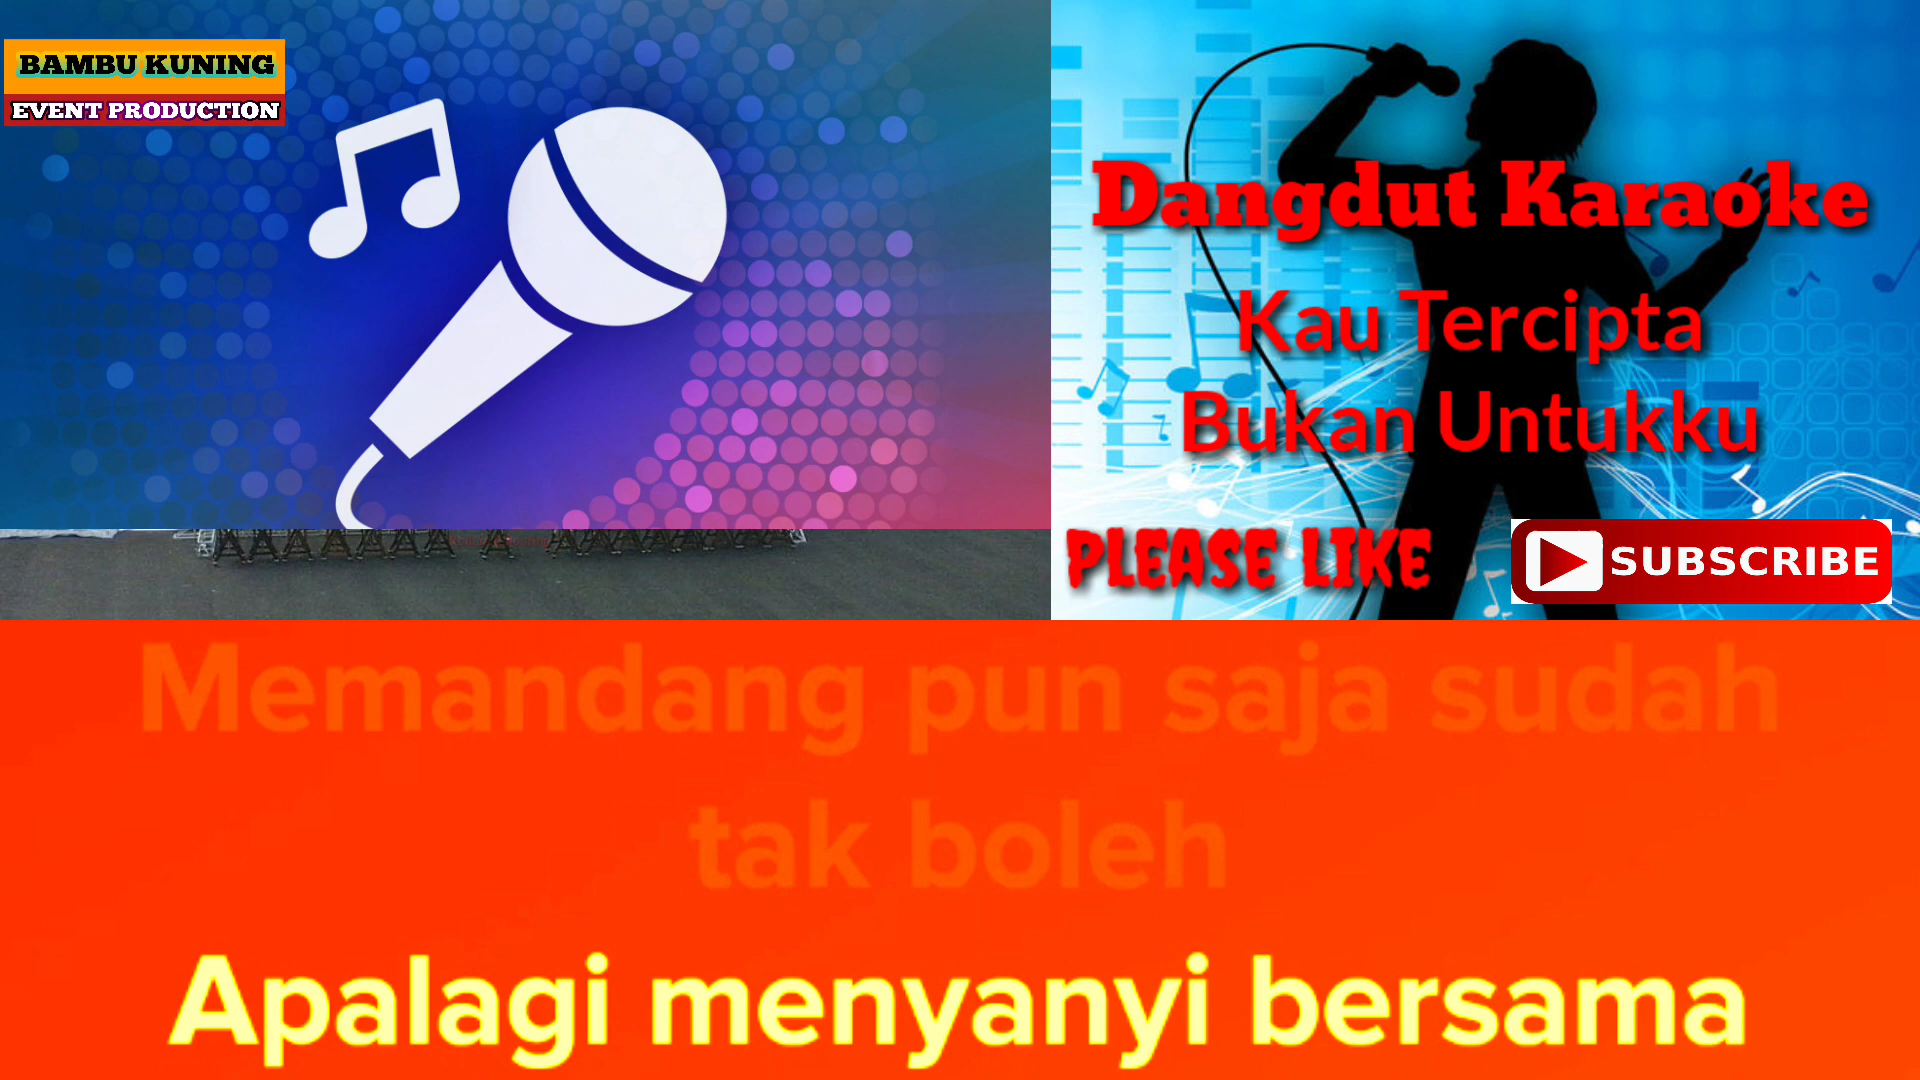 BAMBU KUNING
EVENT PRODUCTION
Dangdut Karaoke
Kau Tercipta
Bukan Untukku
PLEASE LIKE
SUBSCRIBE
Memandang pun saja sudah
tak boleh
Apalagi menyanyi bersama